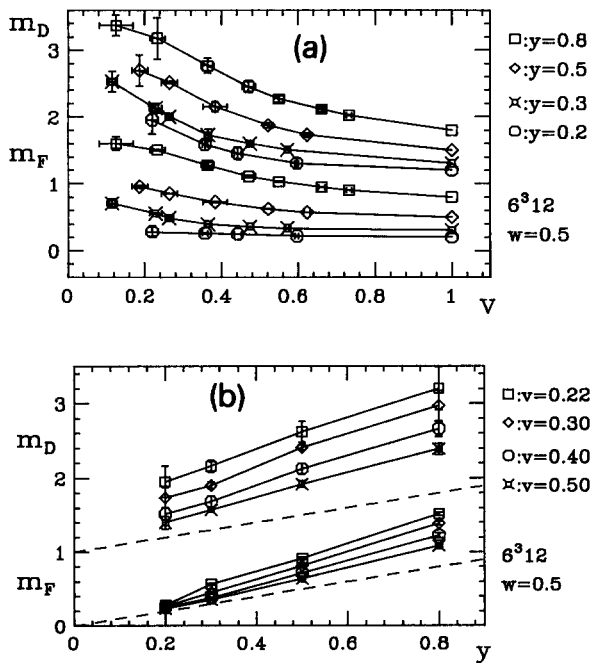 (a)
m_D
3
2
m_F
1
0
0 0.2 0.4 0.6 0.8 1 V
□:y=0.8
◇:y=0.5
¤:y=0.3
○:y=0.2
6³12
w=0.5
(b)
3
m_D
2
1
m_F
0
0 0.2 0.4 0.6 0.8 y
□:v=0.22
◇:v=0.30
○:v=0.40
¤:v=0.50
6³12
w=0.5